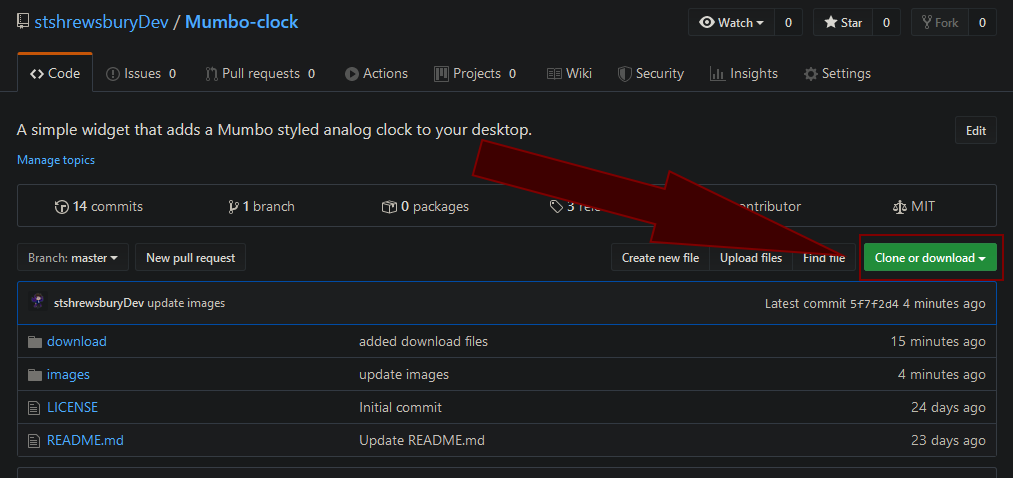 stshrewsburyDev / Mumbo-clock
Watch 0 Star 0 Fork 0
Code Issues 0 Pull requests 0 Actions Projects 0 Wiki Security Insights Settings
A simple widget that adds a Mumbo styled analog clock to your desktop.
Edit
Manage topics
14 commits 1 branch 0 packages 3 MIT
Branch: master New pull request Create new file Upload files Find file Clone or download
stshrewsburyDev update images Latest commit 5f7f2d4 4 minutes ago
download added download files 15 minutes ago
images update images 4 minutes ago
LICENSE Initial commit 24 days ago
README.md Update README.md 23 days ago